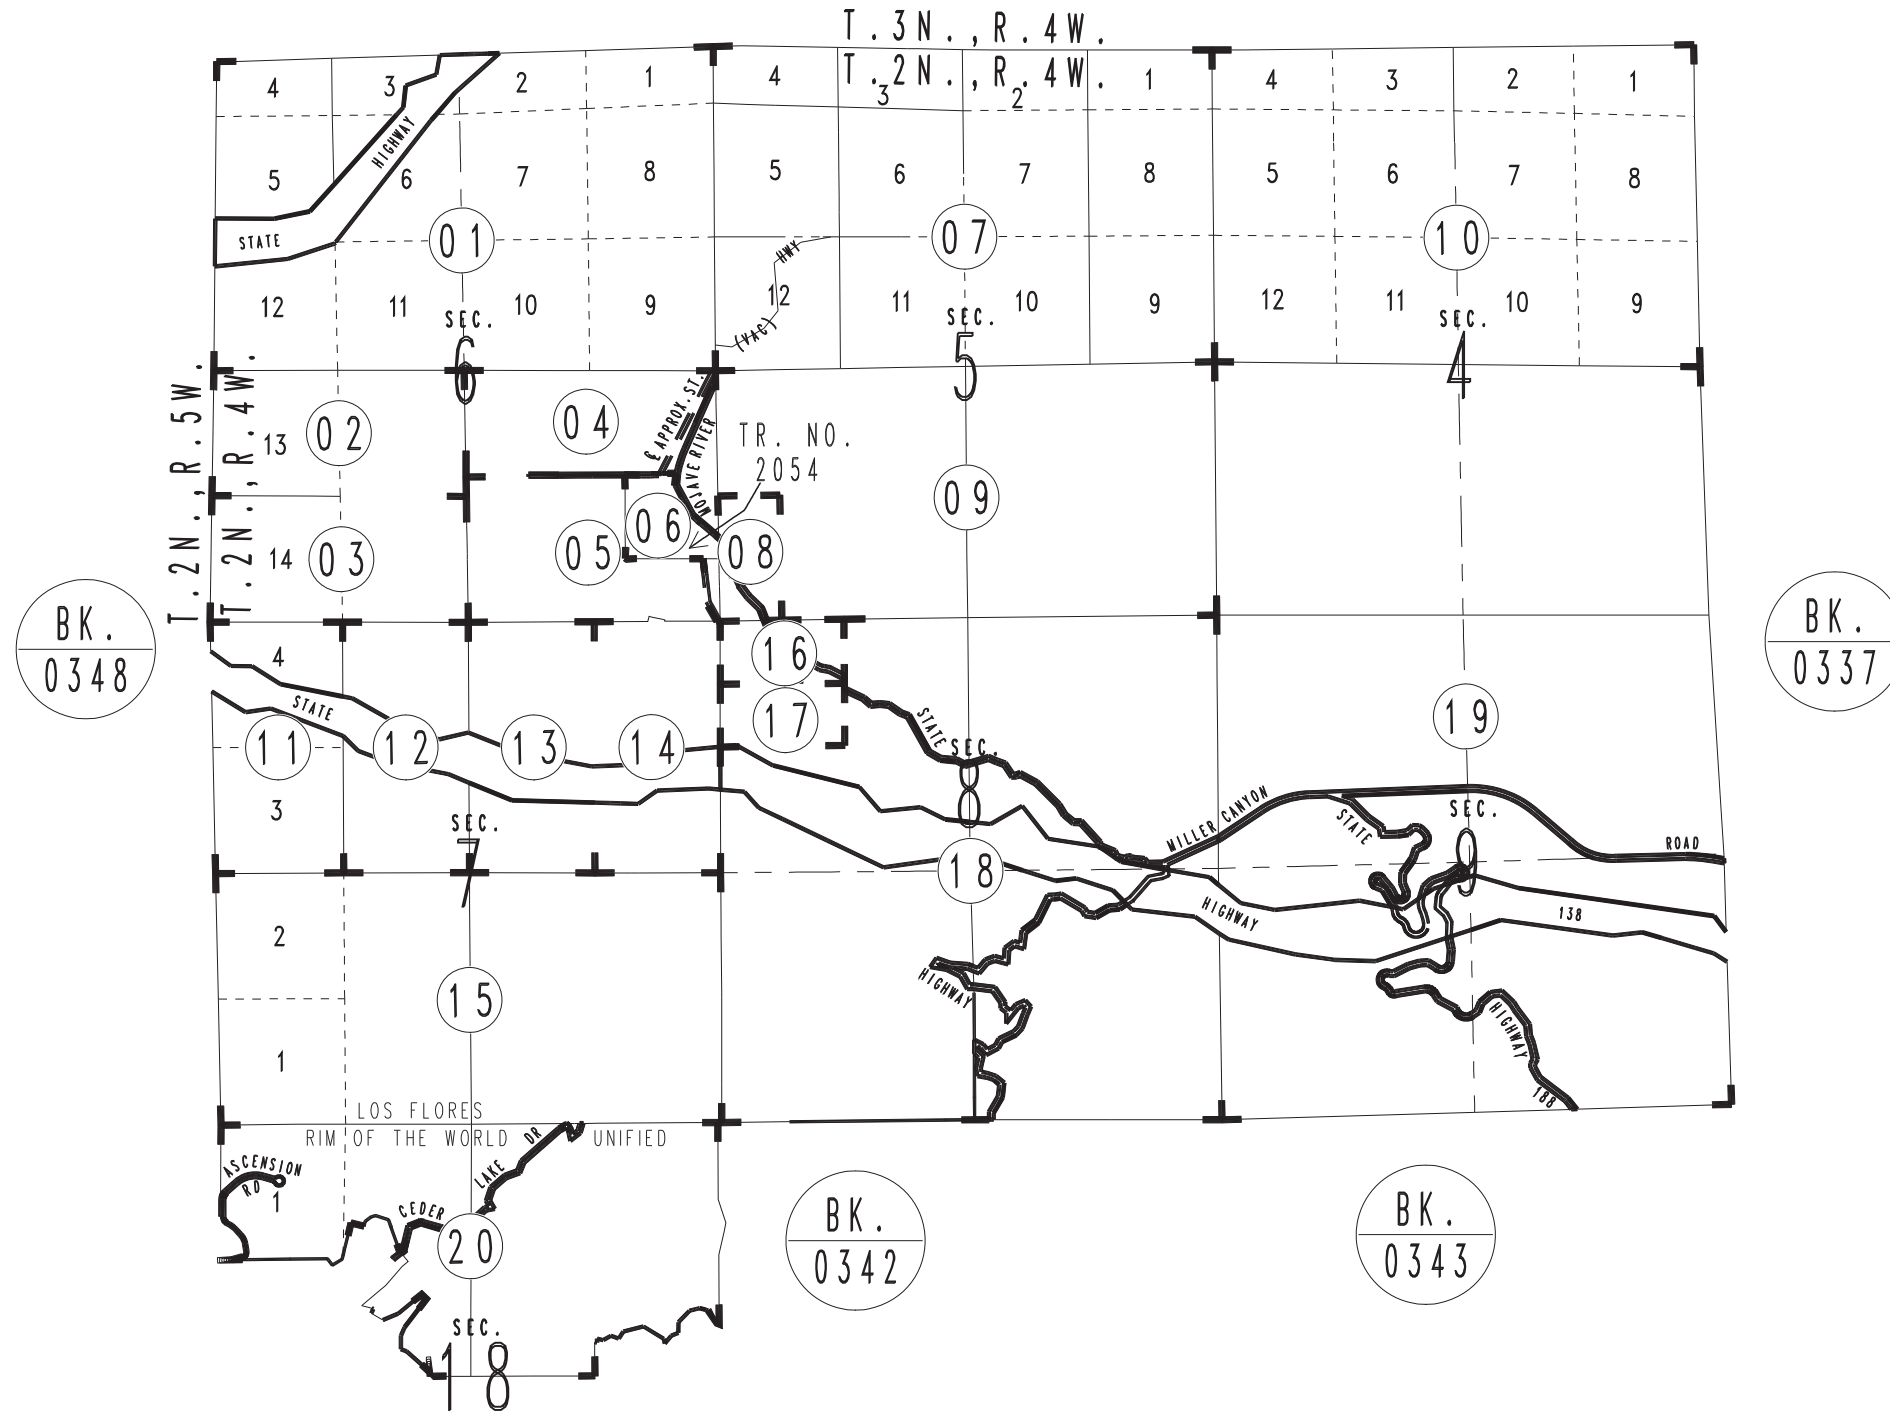 T.3N.,R.4W.
T.2N.,R.4W.
4 3 2 1 4 3 2 1 4 3 2 1
HIGHWAY
5 6 7 8 5 6 7 8 5 6 7 8
STATE
01 07 10
HWY
12 11 10 9 12 11 10 9 12 11 10 9
(VAC)
SEC. 6
SEC. 5
SEC. 4
T.2N.,R.5W.
T.2N.,R.4W.
13 02 04
℄ APPROX. ST.
MOJAVE RIVER
TR. NO.
2054
09
14 03 05 06 08
BK.
0348
BK.
0337
4
STATE
16
17
19
11 12 13 14
STATE
SEC. 8
3
SEC. 7
MILLER CANYON
STATE
SEC. 9
ROAD
18
HIGHWAY
138
2
HIGHWAY
15
HIGHWAY
188
1
LOS FLORES
RIM OF THE WORLD UNIFIED
ASCENSION
RD
1
CEDER
LAKE
DR
20
BK.
0342
BK.
0343
SEC.
18